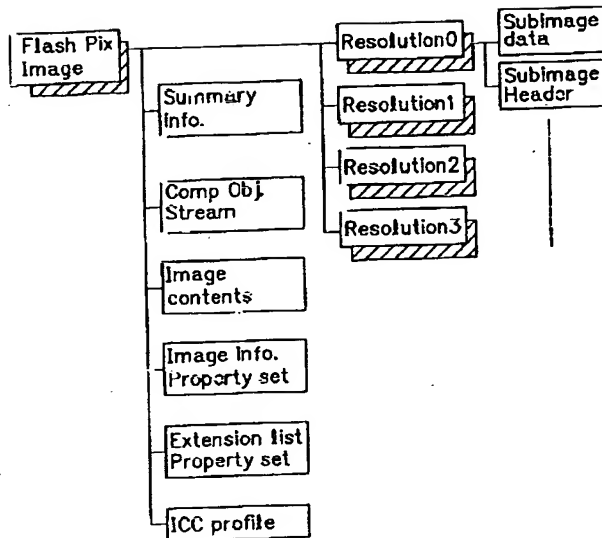 Flash Pix
Image
Resolution0
Subimage
data
Subimage
Header
Summary
Info.
Resolution1
Resolution2
Comp Obj.
Stream
Resolution3
Image
contents
Image Info.
Property set
Extension list
Property set
ICC profile